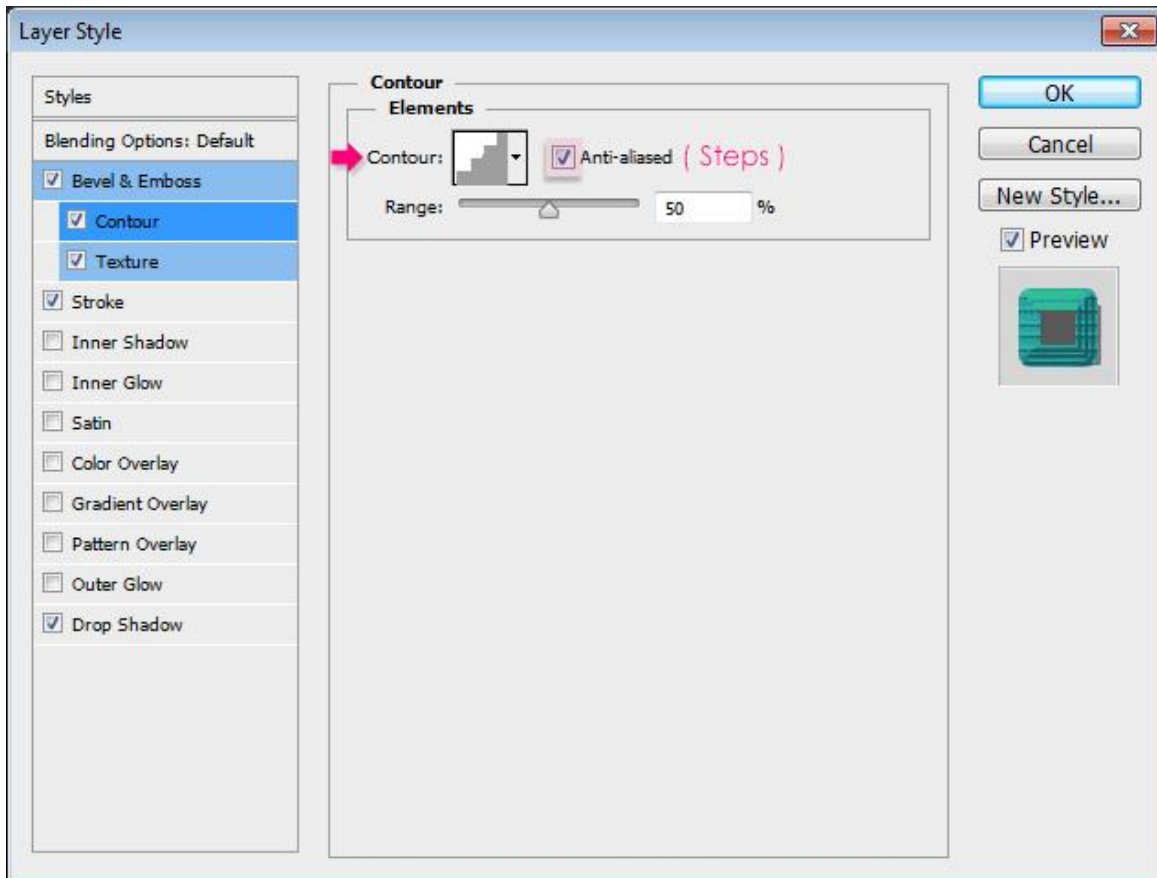 Layer Style
Styles
Blending Options: Default
Bevel & Emboss
Contour
Texture
Stroke
Inner Shadow
Inner Glow
Satin
Color Overlay
Gradient Overlay
Pattern Overlay
Outer Glow
Drop Shadow
Contour
Elements
Contour: Anti-aliased ( Steps )
Range: 50 %
OK
Cancel
New Style...
Preview